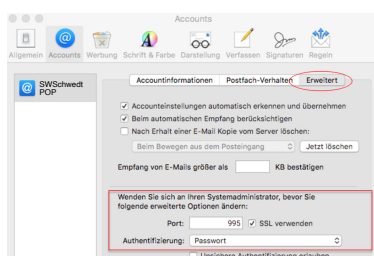 Accounts
Allgemein Accounts Werbung Schrift & Farbe Darstellung Verfassen Signaturen Regeln
SWSchwedt
POP
Accountinformationen Postfach-Verhalten Erweitert
Accounteinstellungen automatisch erkennen und übernehmen
Beim automatischen Empfang berücksichtigen
Nach Erhalt einer E-Mail Kopie vom Server löschen:
Beim Bewegen aus dem Posteingang Jetzt löschen
Empfang von E-Mails größer als KB bestätigen
Wenden Sie sich an Ihren Systemadministrator, bevor Sie
folgende erweiterte Optionen ändern:
Port: 995 SSL verwenden
Authentifizierung: Passwort
Unsichere Authentifizierung erlauben